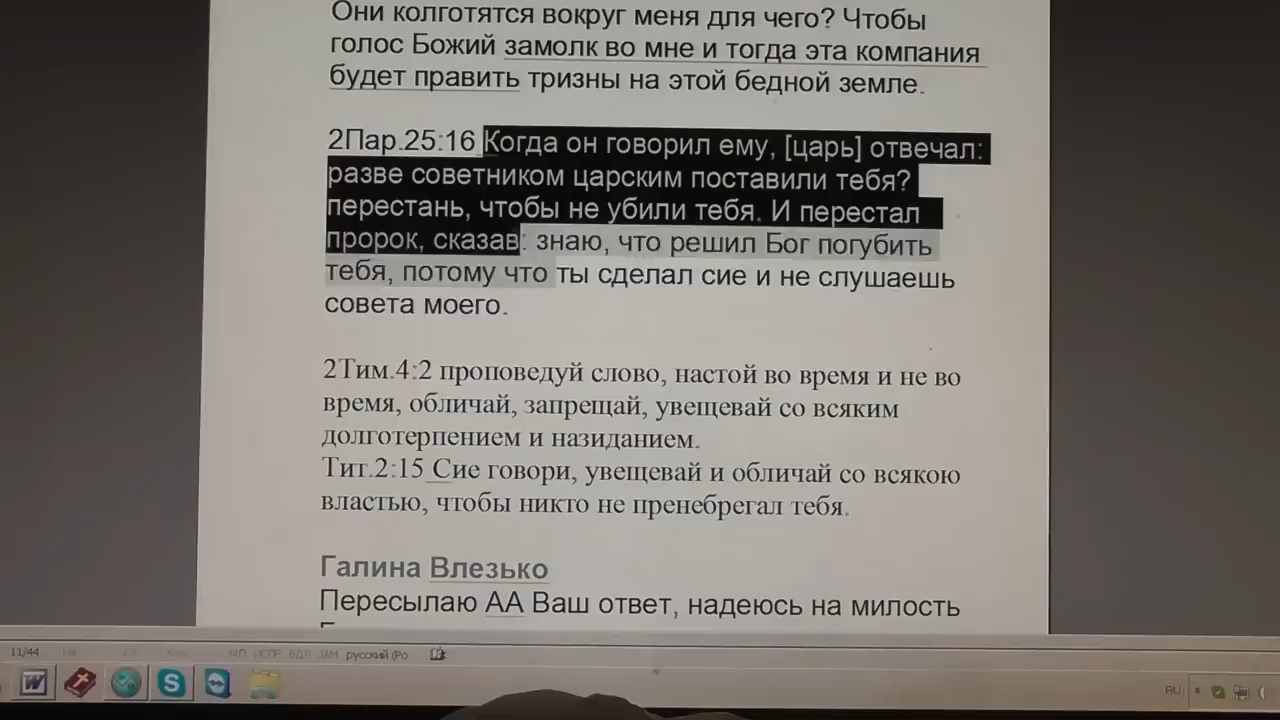 Они колготятся вокруг меня для чего? Чтобы
голос Божий замолк во мне и тогда эта компания
будет править тризны на этой бедной земле.
2Пар.25:16 Когда он говорил ему, [царь] отвечал:
разве советником царским поставили тебя?
перестань, чтобы не убили тебя. И перестал
пророк, сказав: знаю, что решил Бог погубить
тебя, потому что ты сделал сие и не слушаешь
совета моего.
2Тим.4:2 проповедуй слово, настой во время и не во
время, обличай, запрещай, увещевай со всяким
долготерпением и назиданием.
Тит.2:15 Сие говори, увещевай и обличай со всякою
властью, чтобы никто не пренебрегал тебя.
Галина Влезько
Пересылаю АА Ваш ответ, надеюсь на милость
11/44 ЗАП ИСПР ВДЛ ЗАМ русский (Ро
RU